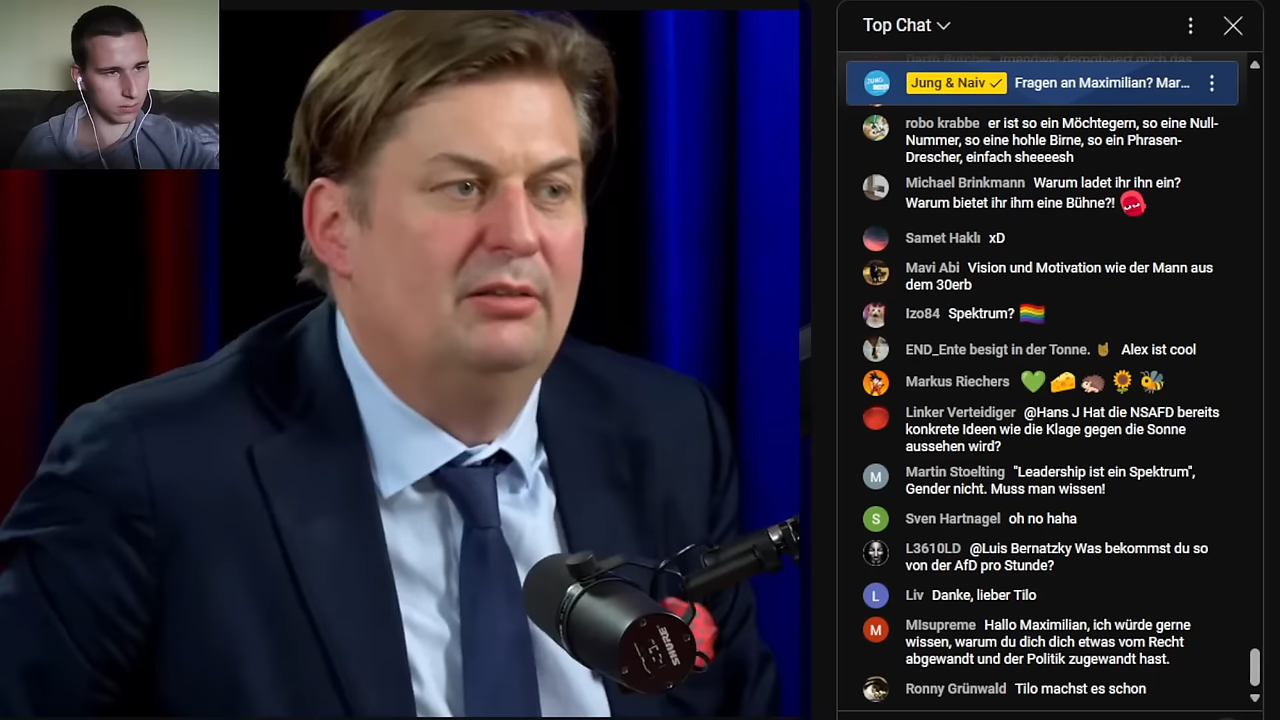 Top Chat
Jung & Naiv Fragen an Maximilian? Mar...
robo krabbe er ist so ein Möchtegern, so eine Null-
Nummer, so eine hohle Birne, so ein Phrasen-
Drescher, einfach sheeeesh
Michael Brinkmann Warum ladet ihr ihn ein?
Warum bietet ihr ihm eine Bühne?!
Samet Haklı xD
Mavi Abi Vision und Motivation wie der Mann aus
dem 30erb
Izo84 Spektrum? 🏳️‍🌈
END_Ente besigt in der Tonne. 🤘 Alex ist cool
Markus Riechers 💚🧀🦔🌻🐝
Linker Verteidiger @Hans J Hat die NSAFD bereits
konkrete Ideen wie die Klage gegen die Sonne
aussehen wird?
M
Martin Stoelting "Leadership ist ein Spektrum",
Gender nicht. Muss man wissen!
S
Sven Hartnagel oh no haha
L3610LD @Luis Bernatzky Was bekommst du so
von der AfD pro Stunde?
L
Liv Danke, lieber Tilo
M
MIsupreme Hallo Maximilian, ich würde gerne
wissen, warum du dich dich etwas vom Recht
abgewandt und der Politik zugewandt hast.
Ronny Grünwald Tilo machst es schon
SHURE